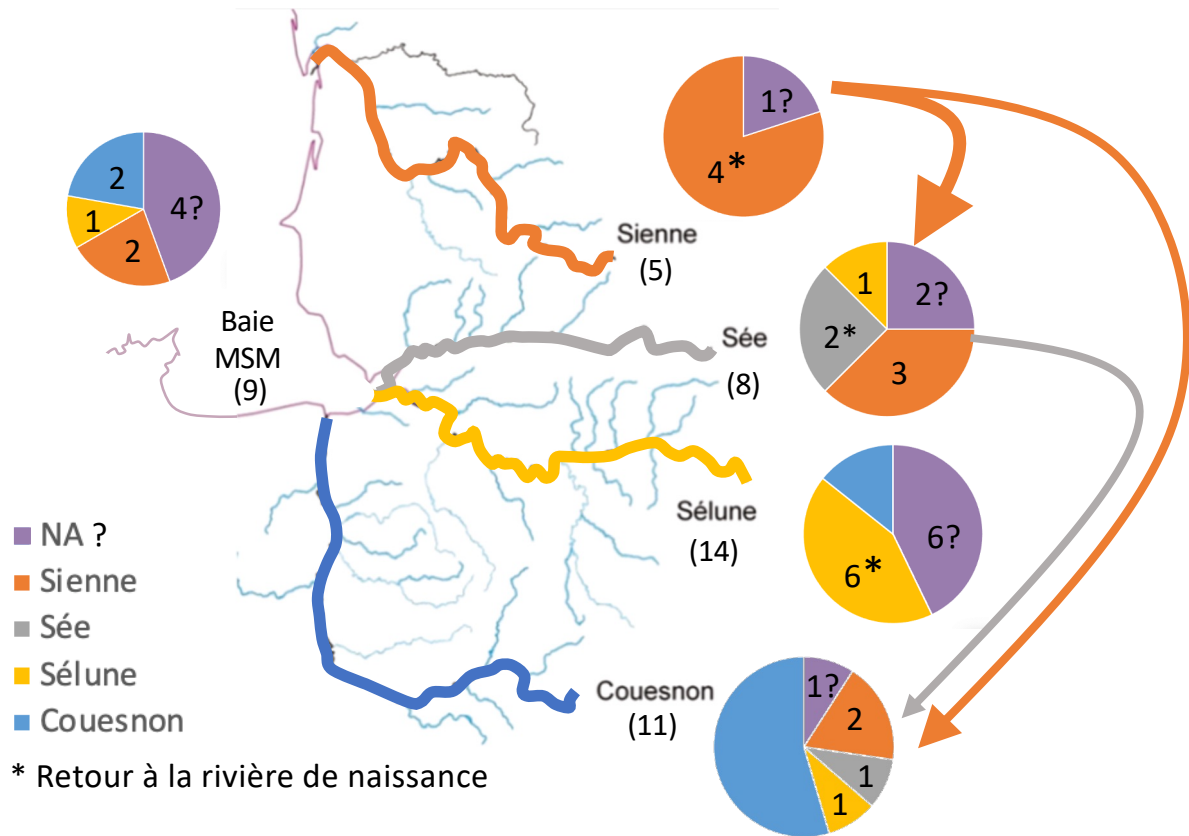 1?
4*
2
4?
1
2
Sienne
(5)
1
2?
2*
3
Baie
MSM
(9)
Sée
(8)
Sélune
(14)
6?
6*
NA ?
Sienne
Sée
Sélune
Couesnon
Couesnon
(11)
1?
2
1
1
* Retour à la rivière de naissance